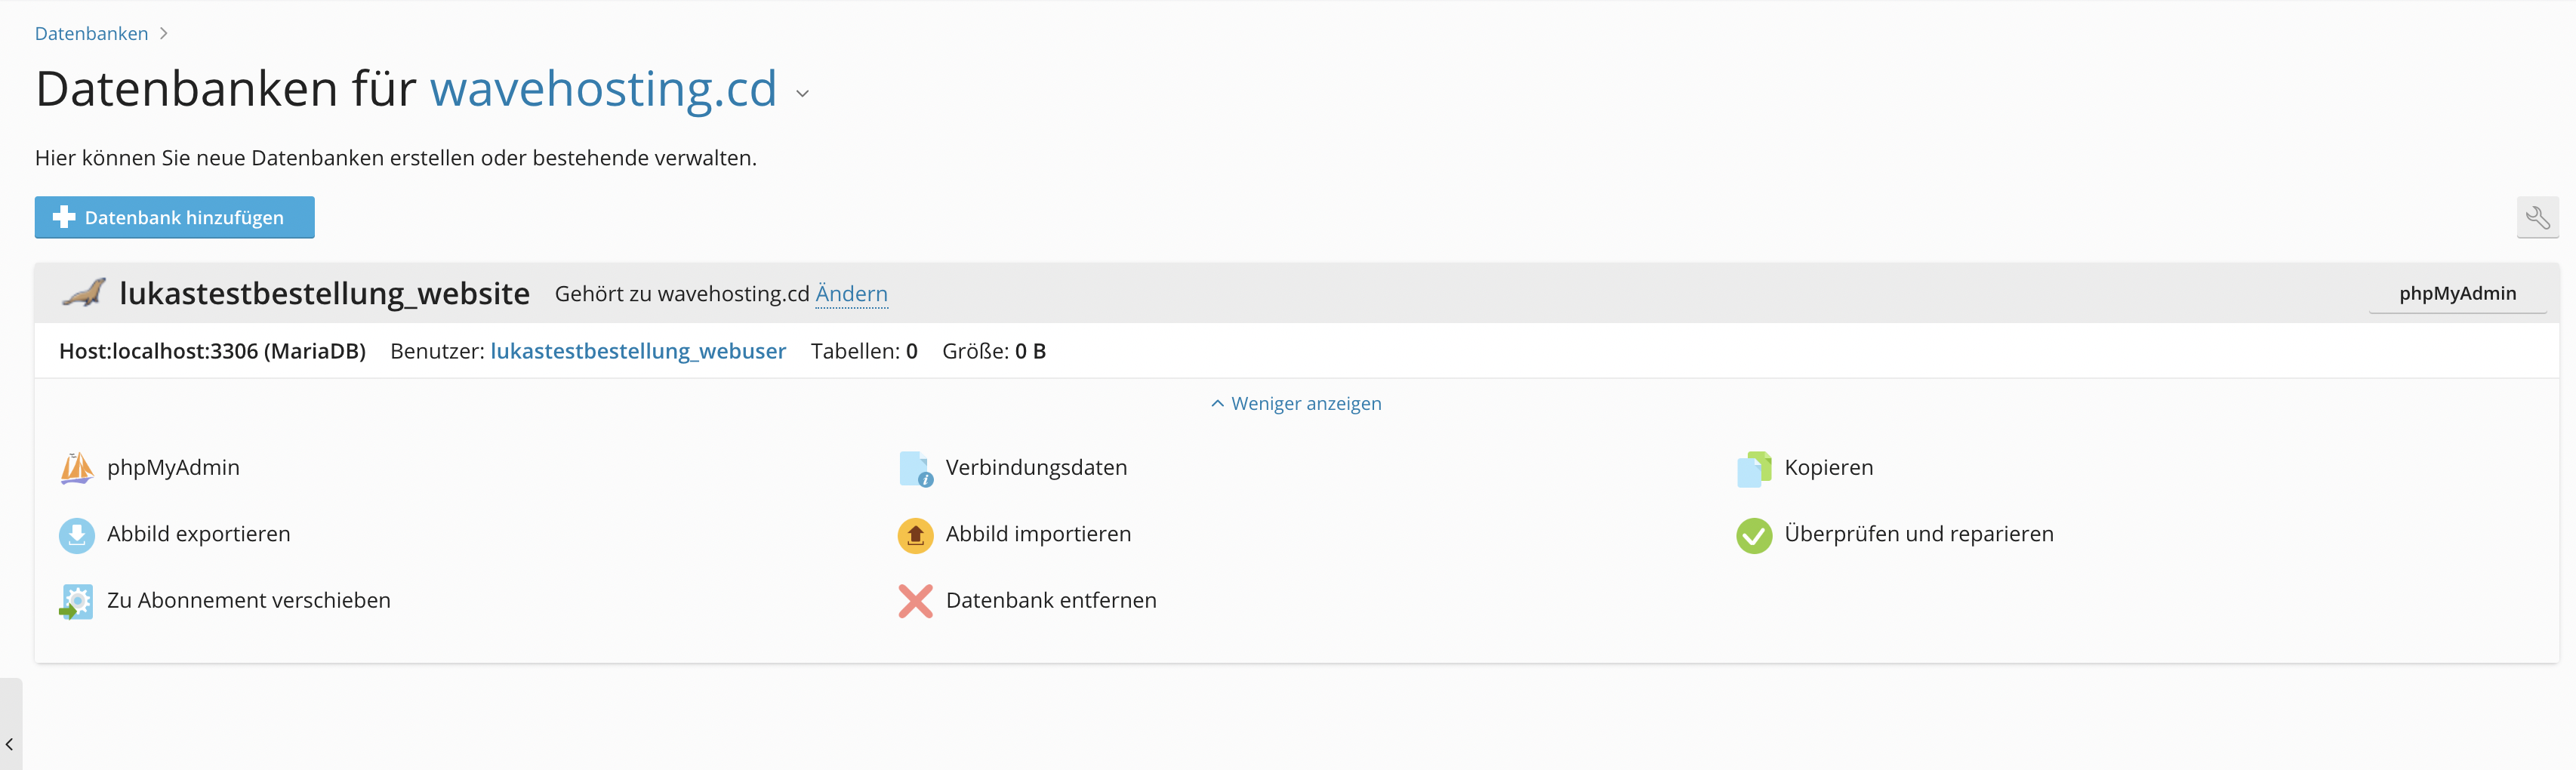 Datenbanken
Datenbanken für wavehosting.cd
Hier können Sie neue Datenbanken erstellen oder bestehende verwalten.
Datenbank hinzufügen
lukastestbestellung_website Gehört zu wavehosting.cd Ändern phpMyAdmin
Host:localhost:3306 (MariaDB) Benutzer: lukastestbestellung_webuser Tabellen: 0 Größe: 0 B
Weniger anzeigen
phpMyAdmin Verbindungsdaten Kopieren
Abbild exportieren Abbild importieren Überprüfen und reparieren
Zu Abonnement verschieben Datenbank entfernen